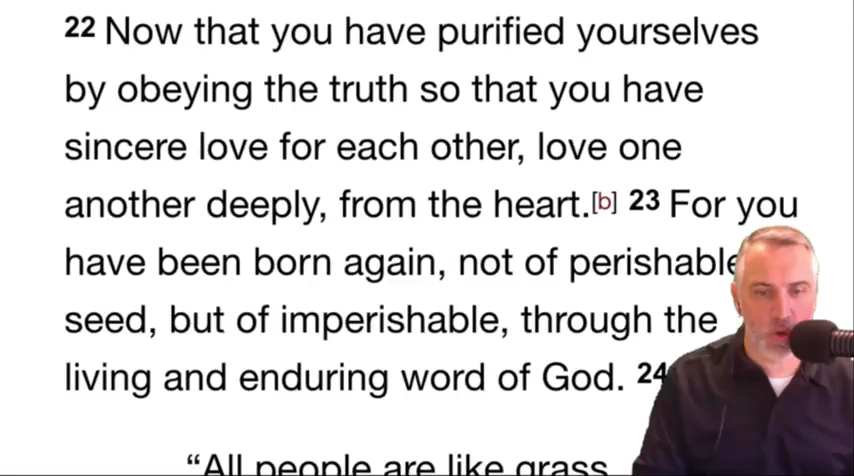 22 Now that you have purified yourselves
by obeying the truth so that you have
sincere love for each other, love one
another deeply, from the heart.[b] 23 For you
have been born again, not of perishable
seed, but of imperishable, through the
living and enduring word of God. 24
“All people are like grass